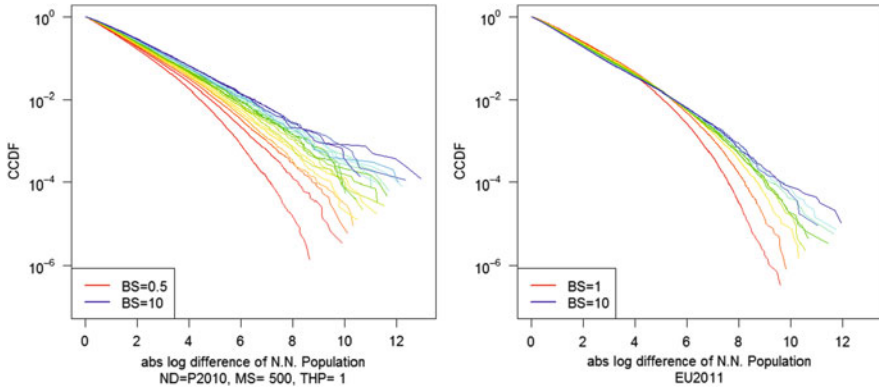 CCDF
10^0
10^-2
10^-4
10^-6
BS=0.5
BS=10
0 2 4 6 8 10 12
abs log difference of N.N. Population
ND=P2010, MS= 500, THP= 1
CCDF
10^0
10^-2
10^-4
10^-6
BS=1
BS=10
0 2 4 6 8 10 12
abs log difference of N.N. Population
EU2011